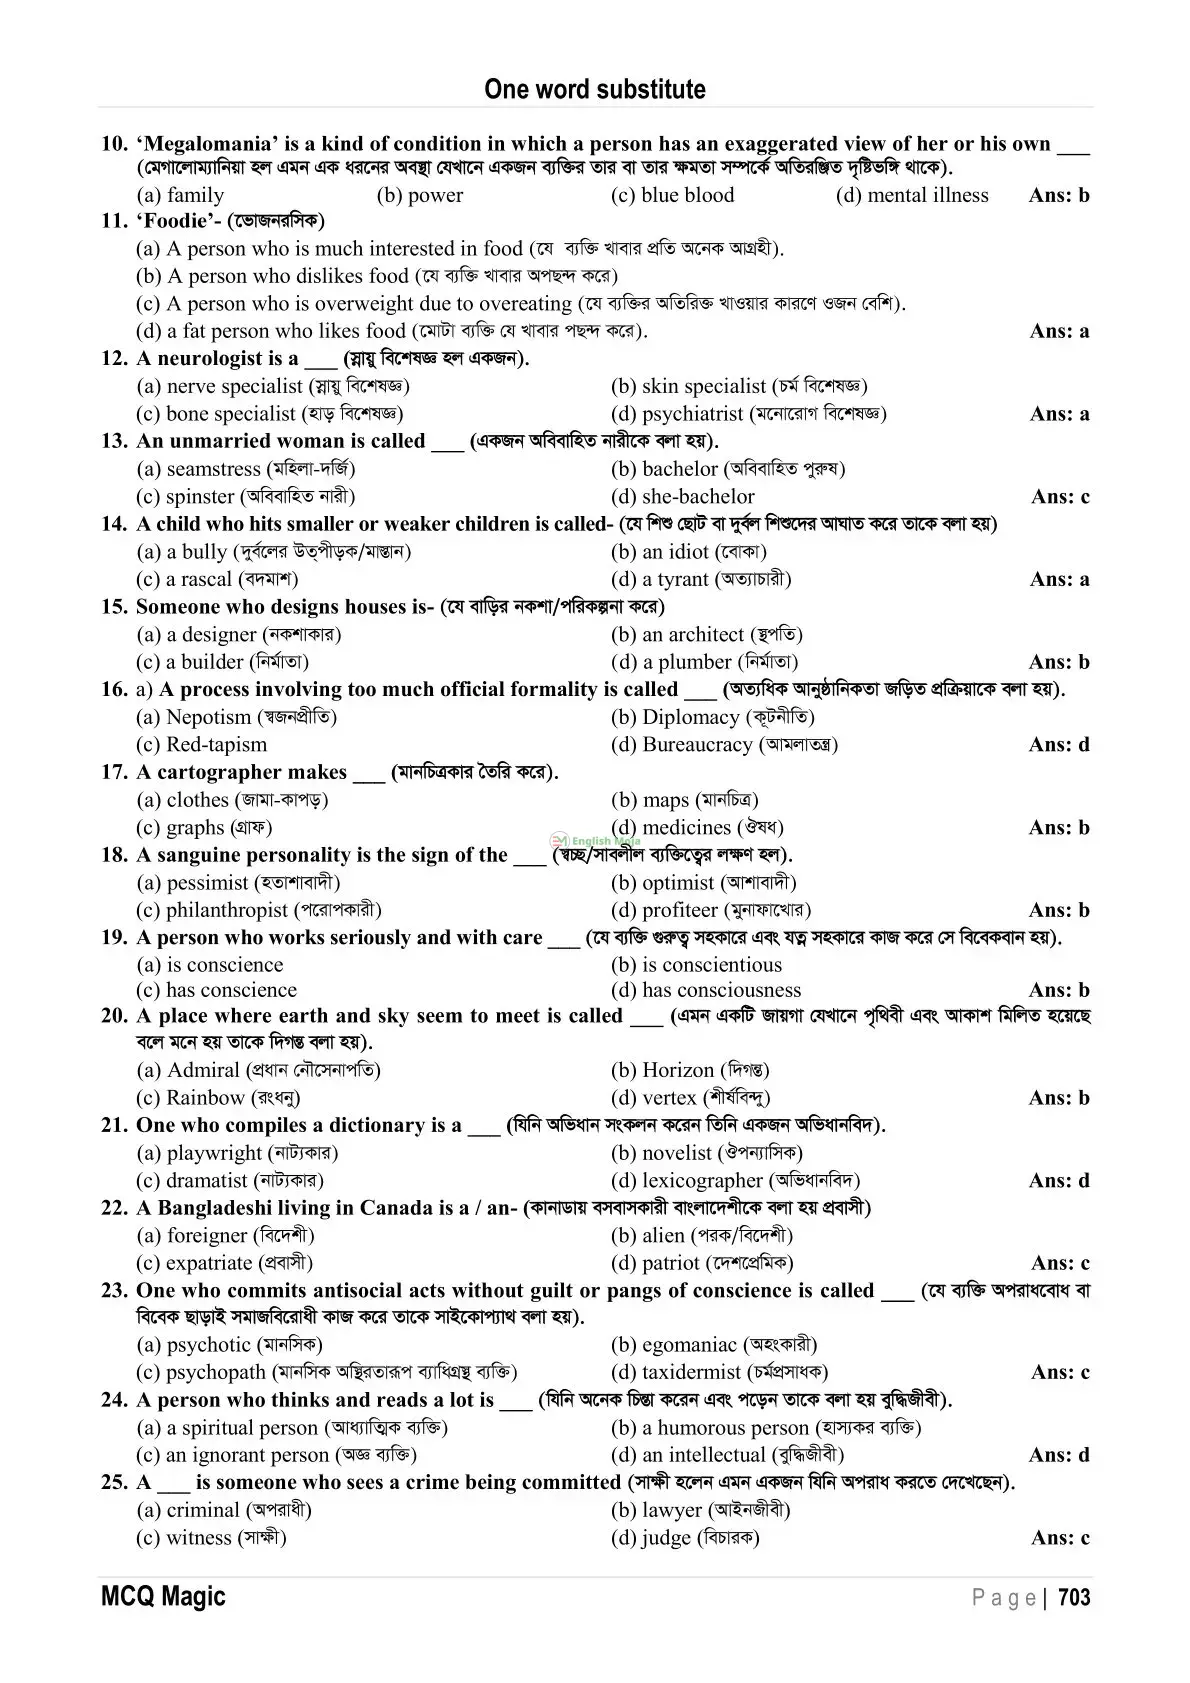 One word substitute
10. ‘Megalomania’ is a kind of condition in which a person has an exaggerated view of her or his own ___
(মেগালোম্যানিয়া হল এমন এক ধরনের অবস্থা যেখানে একজন ব্যক্তির তার বা তার ক্ষমতা সম্পর্কে অতিরঞ্জিত দৃষ্টিভঙ্গি থাকে).
(a) family (b) power (c) blue blood (d) mental illness Ans: b
11. ‘Foodie’- (ভোজনরসিক)
(a) A person who is much interested in food (যে ব্যক্তি খাবার প্রতি অনেক আগ্রহী).
(b) A person who dislikes food (যে ব্যক্তি খাবার অপছন্দ করে)
(c) A person who is overweight due to overeating (যে ব্যক্তির অতিরিক্ত খাওয়ার কারণে ওজন বেশি).
(d) a fat person who likes food (মোটা ব্যক্তি যে খাবার পছন্দ করে). Ans: a
12. A neurologist is a ___ (স্নায়ু বিশেষজ্ঞ হল একজন).
(a) nerve specialist (স্নায়ু বিশেষজ্ঞ) (b) skin specialist (চর্ম বিশেষজ্ঞ)
(c) bone specialist (হাড় বিশেষজ্ঞ) (d) psychiatrist (মনোরোগ বিশেষজ্ঞ) Ans: a
13. An unmarried woman is called ___ (একজন অবিবাহিত নারীকে বলা হয়).
(a) seamstress (মহিলা-দর্জি) (b) bachelor (অবিবাহিত পুরুষ)
(c) spinster (অবিবাহিত নারী) (d) she-bachelor Ans: c
14. A child who hits smaller or weaker children is called- (যে শিশু ছোট বা দুর্বল শিশুদের আঘাত করে তাকে বলা হয়)
(a) a bully (দুর্বলের উত্পীড়ক/মাস্তান) (b) an idiot (বোকা)
(c) a rascal (বদমাশ) (d) a tyrant (অত্যাচারী) Ans: a
15. Someone who designs houses is- (যে বাড়ির নকশা/পরিকল্পনা করে)
(a) a designer (নকশাকার) (b) an architect (স্থপতি)
(c) a builder (নির্মাতা) (d) a plumber (নির্মাতা) Ans: b
16. a) A process involving too much official formality is called ___ (অত্যধিক আনুষ্ঠানিকতা জড়িত প্রক্রিয়াকে বলা হয়).
(a) Nepotism (স্বজনপ্রীতি) (b) Diplomacy (কূটনীতি)
(c) Red-tapism (d) Bureaucracy (আমলাতন্ত্র) Ans: d
17. A cartographer makes ___ (মানচিত্রকার তৈরি করে).
(a) clothes (জামা-কাপড়) (b) maps (মানচিত্র)
(c) graphs (গ্রাফ) (d) medicines (ঔষধ) Ans: b
English Moja
18. A sanguine personality is the sign of the ___ (স্বচ্ছ/সাবলীল ব্যক্তিত্বের লক্ষণ হল).
(a) pessimist (হতাশাবাদী) (b) optimist (আশাবাদী)
(c) philanthropist (পরোপকারী) (d) profiteer (মুনাফাখোর) Ans: b
19. A person who works seriously and with care ___ (যে ব্যক্তি গুরুত্ব সহকারে এবং যত্ন সহকারে কাজ করে সে বিবেকবান হয়).
(a) is conscience (b) is conscientious
(c) has conscience (d) has consciousness Ans: b
20. A place where earth and sky seem to meet is called ___ (এমন একটি জায়গা যেখানে পৃথিবী এবং আকাশ মিলিত হয়েছে
বলে মনে হয় তাকে দিগন্ত বলা হয়).
(a) Admiral (প্রধান নৌসেনাপতি) (b) Horizon (দিগন্ত)
(c) Rainbow (রংধনু) (d) vertex (শীর্ষবিন্দু) Ans: b
21. One who compiles a dictionary is a ___ (যিনি অভিধান সংকলন করেন তিনি একজন অভিধানবিদ).
(a) playwright (নাট্যকার) (b) novelist (ঔপন্যাসিক)
(c) dramatist (নাট্যকার) (d) lexicographer (অভিধানবিদ) Ans: d
22. A Bangladeshi living in Canada is a / an- (কানাডায় বসবাসকারী বাংলাদেশীকে বলা হয় প্রবাসী)
(a) foreigner (বিদেশী) (b) alien (পরক/বিদেশী)
(c) expatriate (প্রবাসী) (d) patriot (দেশপ্রেমিক) Ans: c
23. One who commits antisocial acts without guilt or pangs of conscience is called ___ (যে ব্যক্তি অপরাধবোধ বা
বিবেক ছাড়াই সমাজবিরোধী কাজ করে তাকে সাইকোপ্যাথ বলা হয়).
(a) psychotic (মানসিক) (b) egomaniac (অহংকারী)
(c) psychopath (মানসিক অস্থিরতারূপ ব্যাধিগ্রস্থ ব্যক্তি) (d) taxidermist (চর্মপ্রসাধক) Ans: c
24. A person who thinks and reads a lot is ___ (যিনি অনেক চিন্তা করেন এবং পড়েন তাকে বলা হয় বুদ্ধিজীবী).
(a) a spiritual person (আধ্যাত্মিক ব্যক্তি) (b) a humorous person (হাস্যকর ব্যক্তি)
(c) an ignorant person (অজ্ঞ ব্যক্তি) (d) an intellectual (বুদ্ধিজীবী) Ans: d
25. A ___ is someone who sees a crime being committed (সাক্ষী হলেন এমন একজন যিনি অপরাধ করতে দেখেছেন).
(a) criminal (অপরাধী) (b) lawyer (আইনজীবী)
(c) witness (সাক্ষী) (d) judge (বিচারক) Ans: c
MCQ Magic Page| 703